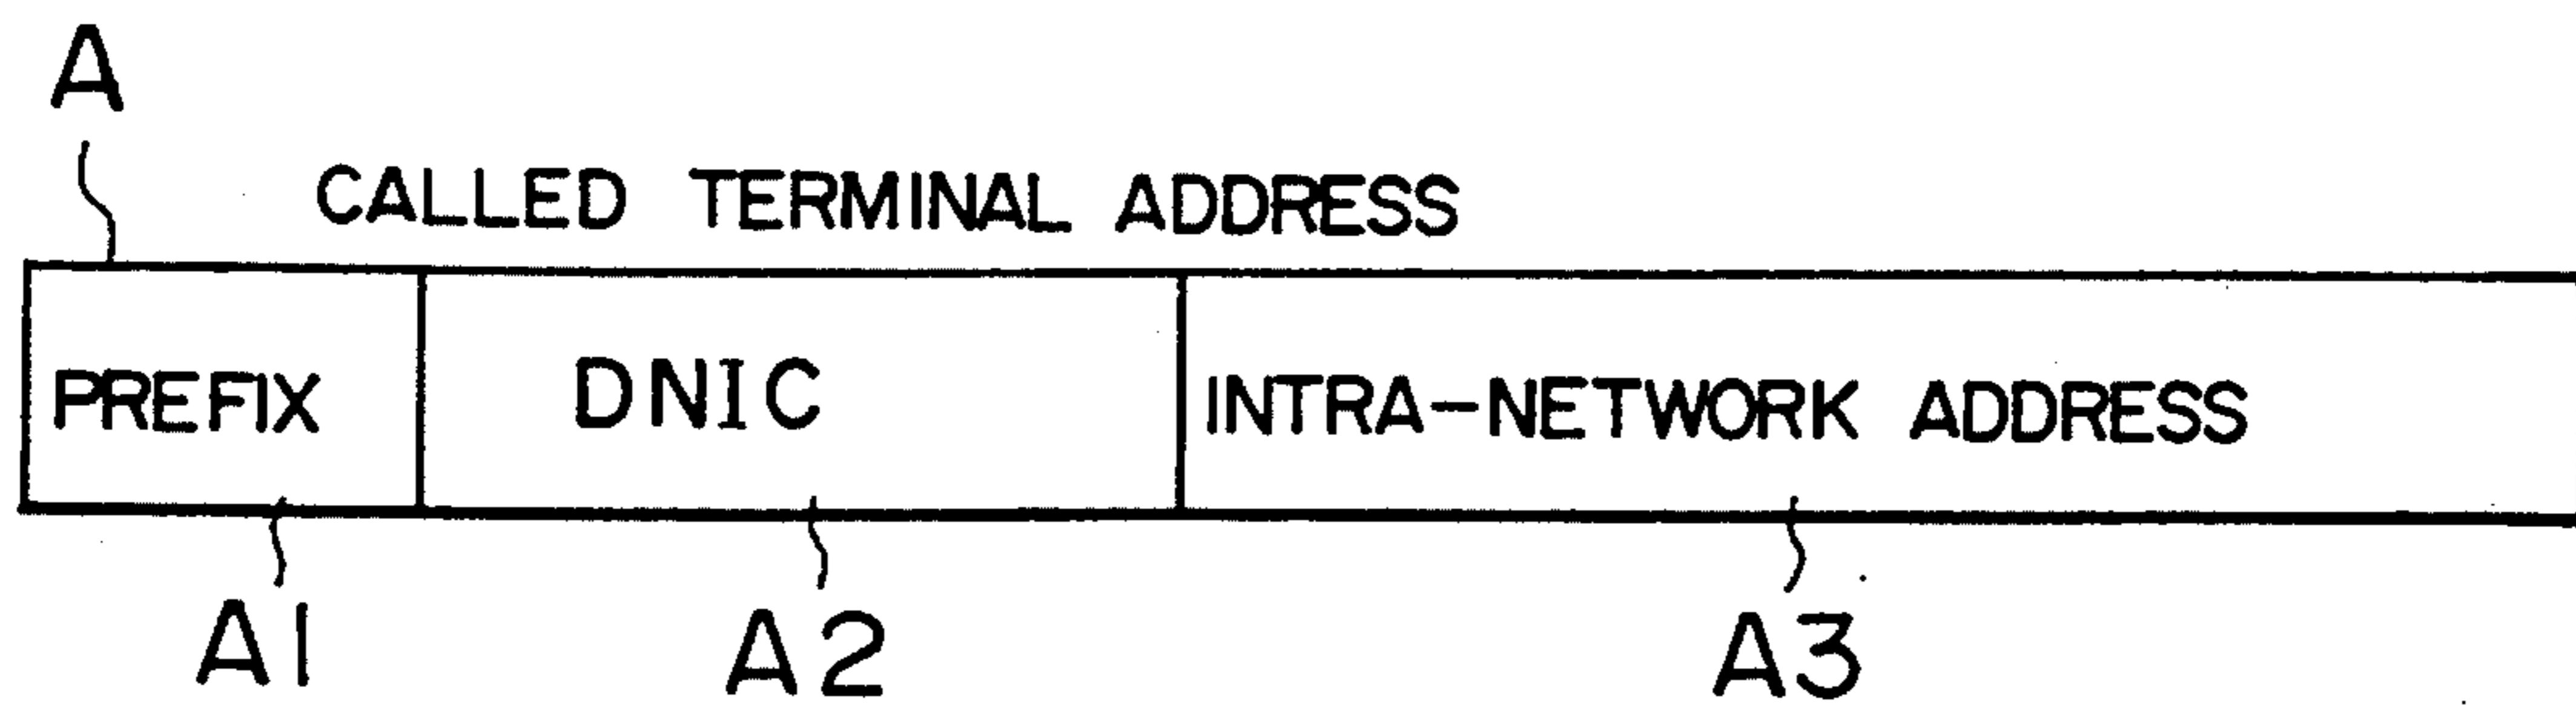 A
CALLED TERMINAL ADDRESS
PREFIX DNIC INTRA-NETWORK ADDRESS
A1 A2 A3